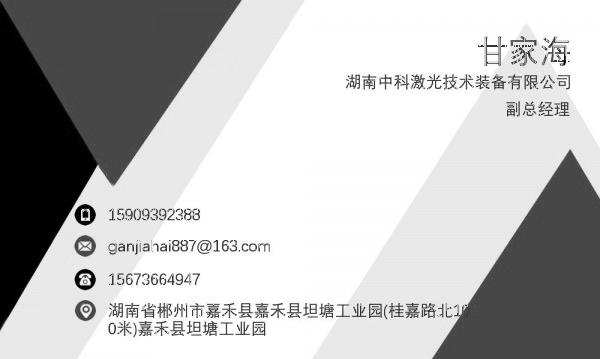 甘家海
湖南中科激光技术装备有限公司
副总经理
15909392388
ganjiahai887@163.com
15673664947
湖南省郴州市嘉禾县嘉禾县坦塘工业园(桂嘉路北10
0米)嘉禾县坦塘工业园